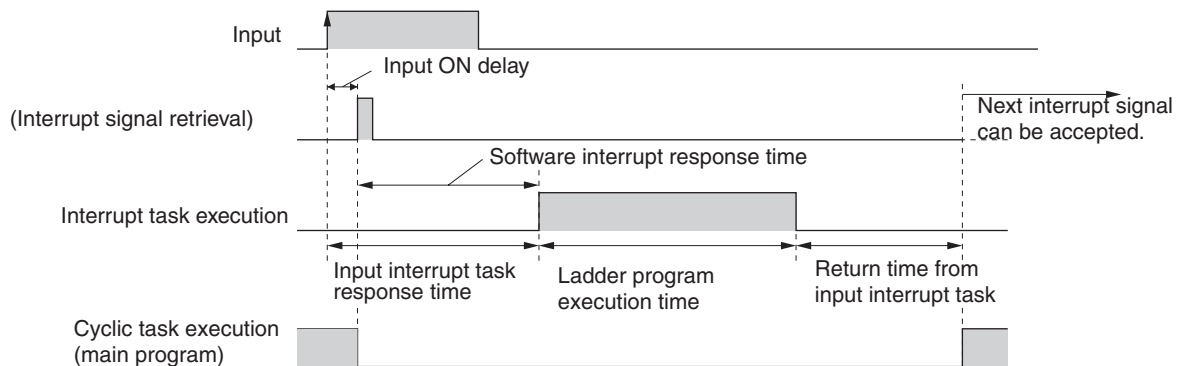 Input
Input ON delay
(Interrupt signal retrieval)
Next interrupt signal
can be accepted.
Software interrupt response time
Interrupt task execution
Input interrupt task
response time
Ladder program
execution time
Return time from
input interrupt task
Cyclic task execution
(main program)